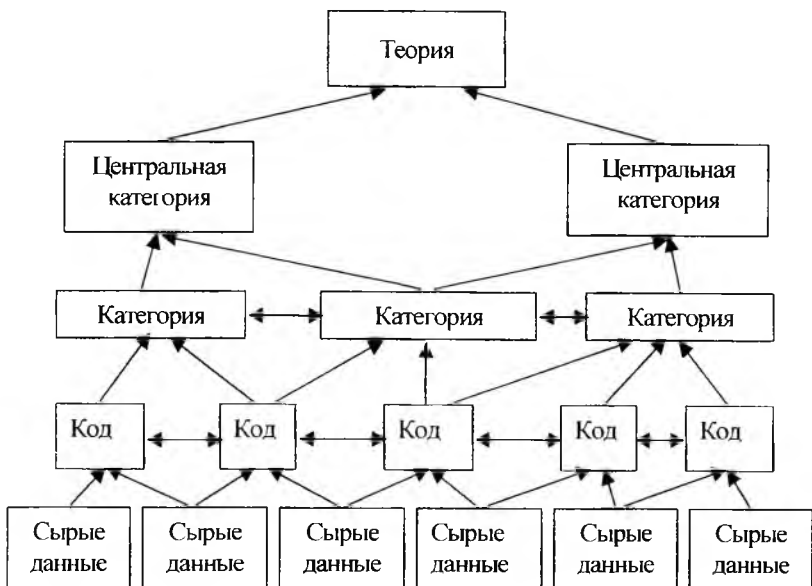 Теория
Центральная
категория
Центральная
категория
Категория
Категория
Категория
Код
Код
Код
Код
Код
Сырые
данные
Сырые
данные
Сырые
данные
Сырые
данные
Сырые
данные
Сырые
данные